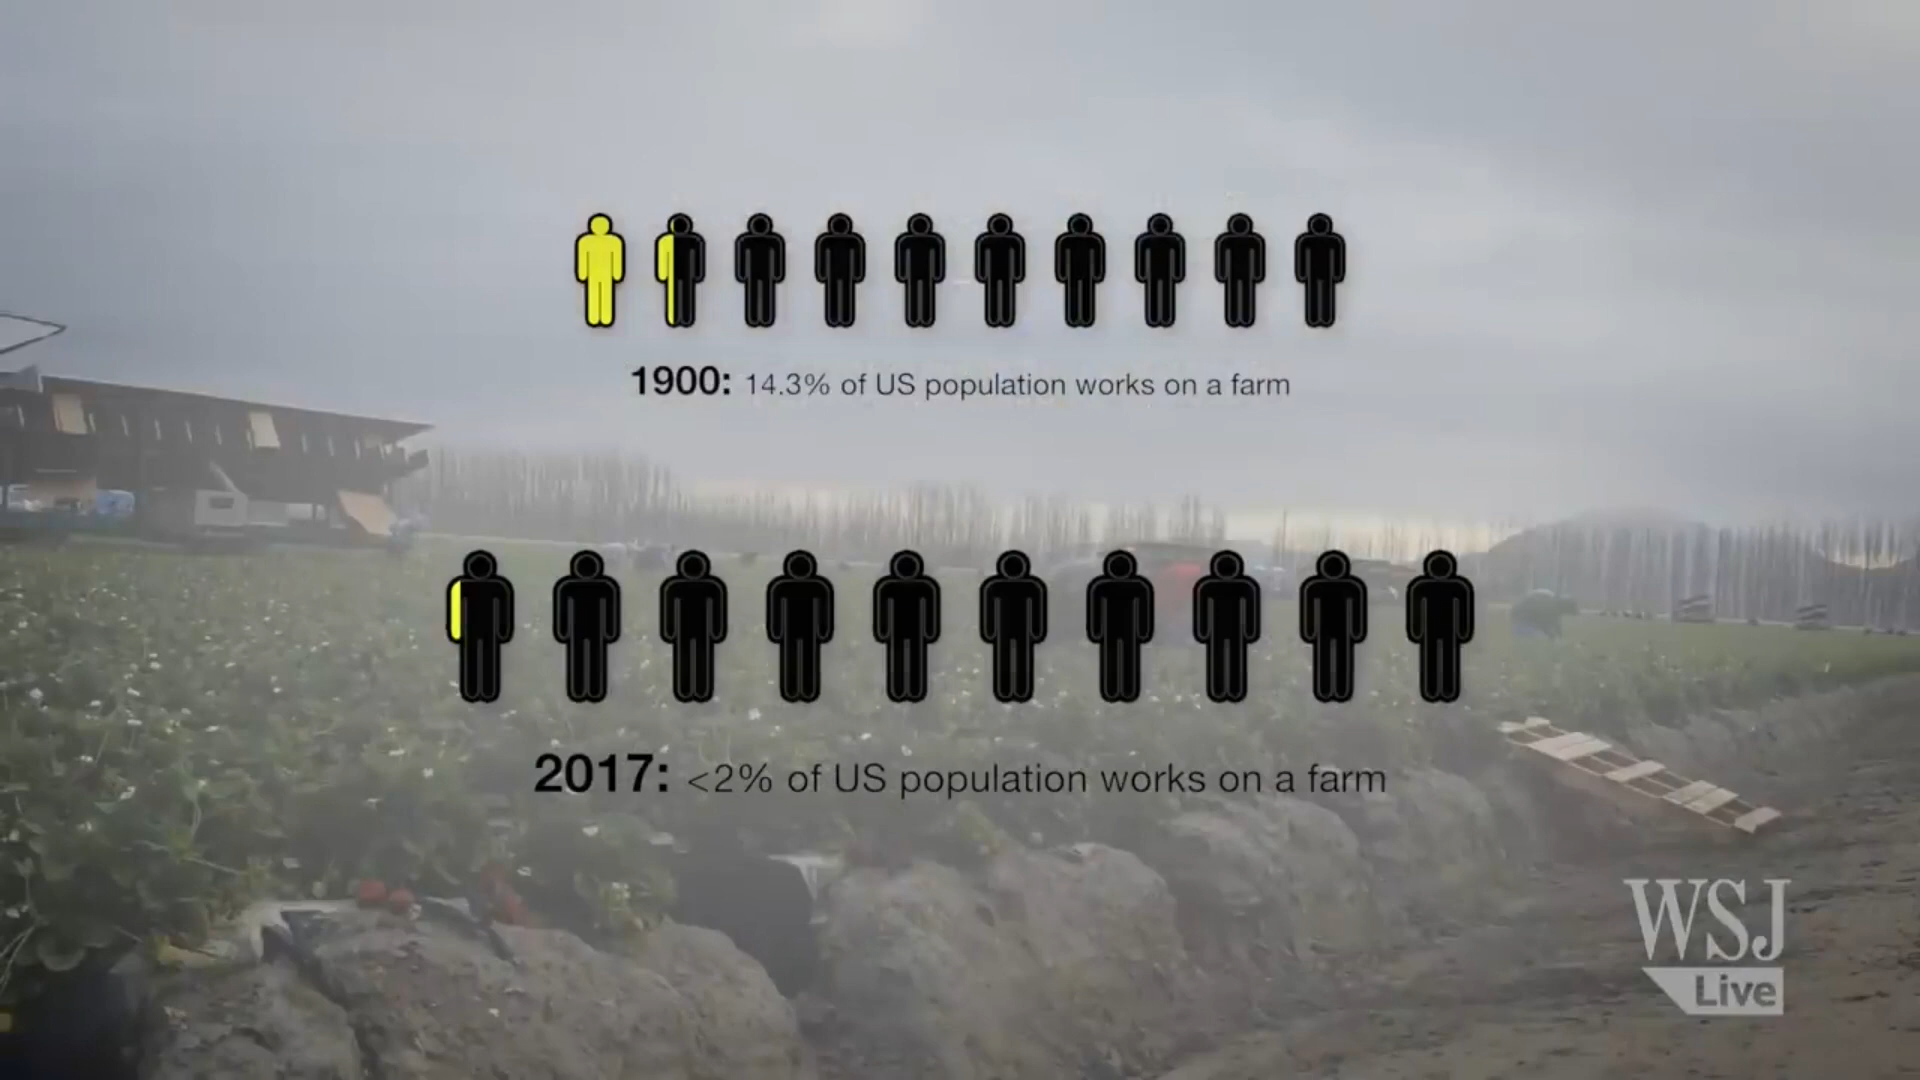 1900: 14.3% of US population works on a farm
2017: <2% of US population works on a farm
WSJ
Live